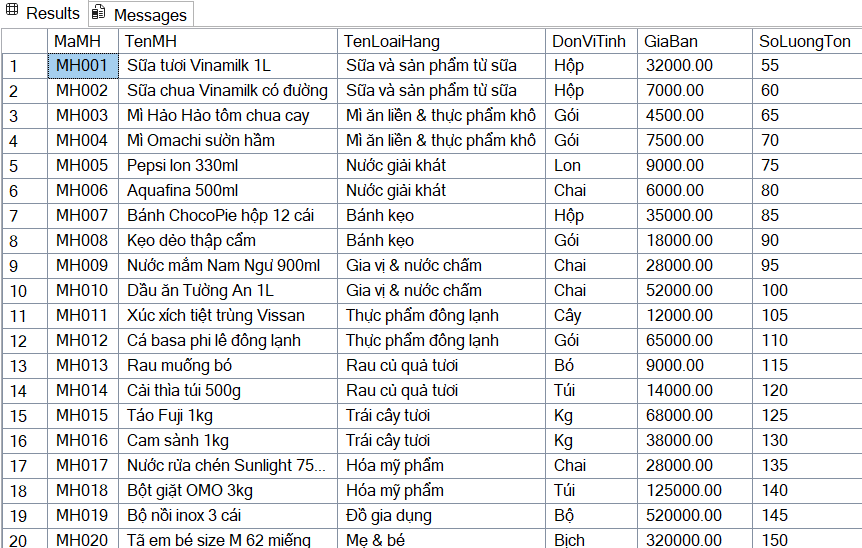 Results Messages
MaMH TenMH TenLoaiHang DonViTinh GiaBan SoLuongTon
1 MH001 Sữa tươi Vinamilk 1L Sữa và sản phẩm từ sữa Hộp 32000.00 55
2 MH002 Sữa chua Vinamilk có đường Sữa và sản phẩm từ sữa Hộp 7000.00 60
3 MH003 Mì Hảo Hảo tôm chua cay Mì ăn liền & thực phẩm khô Gói 4500.00 65
4 MH004 Mì Omachi sườn hầm Mì ăn liền & thực phẩm khô Gói 7500.00 70
5 MH005 Pepsi lon 330ml Nước giải khát Lon 9000.00 75
6 MH006 Aquafina 500ml Nước giải khát Chai 6000.00 80
7 MH007 Bánh ChocoPie hộp 12 cái Bánh kẹo Hộp 35000.00 85
8 MH008 Kẹo dẻo thập cẩm Bánh kẹo Gói 18000.00 90
9 MH009 Nước mắm Nam Ngư 900ml Gia vị & nước chấm Chai 28000.00 95
10 MH010 Dầu ăn Tường An 1L Gia vị & nước chấm Chai 52000.00 100
11 MH011 Xúc xích tiệt trùng Vissan Thực phẩm đông lạnh Cây 12000.00 105
12 MH012 Cá basa phi lê đông lạnh Thực phẩm đông lạnh Gói 65000.00 110
13 MH013 Rau muống bó Rau củ quả tươi Bó 9000.00 115
14 MH014 Cải thìa túi 500g Rau củ quả tươi Túi 14000.00 120
15 MH015 Táo Fuji 1kg Trái cây tươi Kg 68000.00 125
16 MH016 Cam sành 1kg Trái cây tươi Kg 38000.00 130
17 MH017 Nước rửa chén Sunlight 75... Hóa mỹ phẩm Chai 28000.00 135
18 MH018 Bột giặt OMO 3kg Hóa mỹ phẩm Túi 125000.00 140
19 MH019 Bộ nồi inox 3 cái Đồ gia dụng Bộ 520000.00 145
20 MH020 Tã em bé size M 62 miếng Mẹ & bé Bịch 320000.00 150